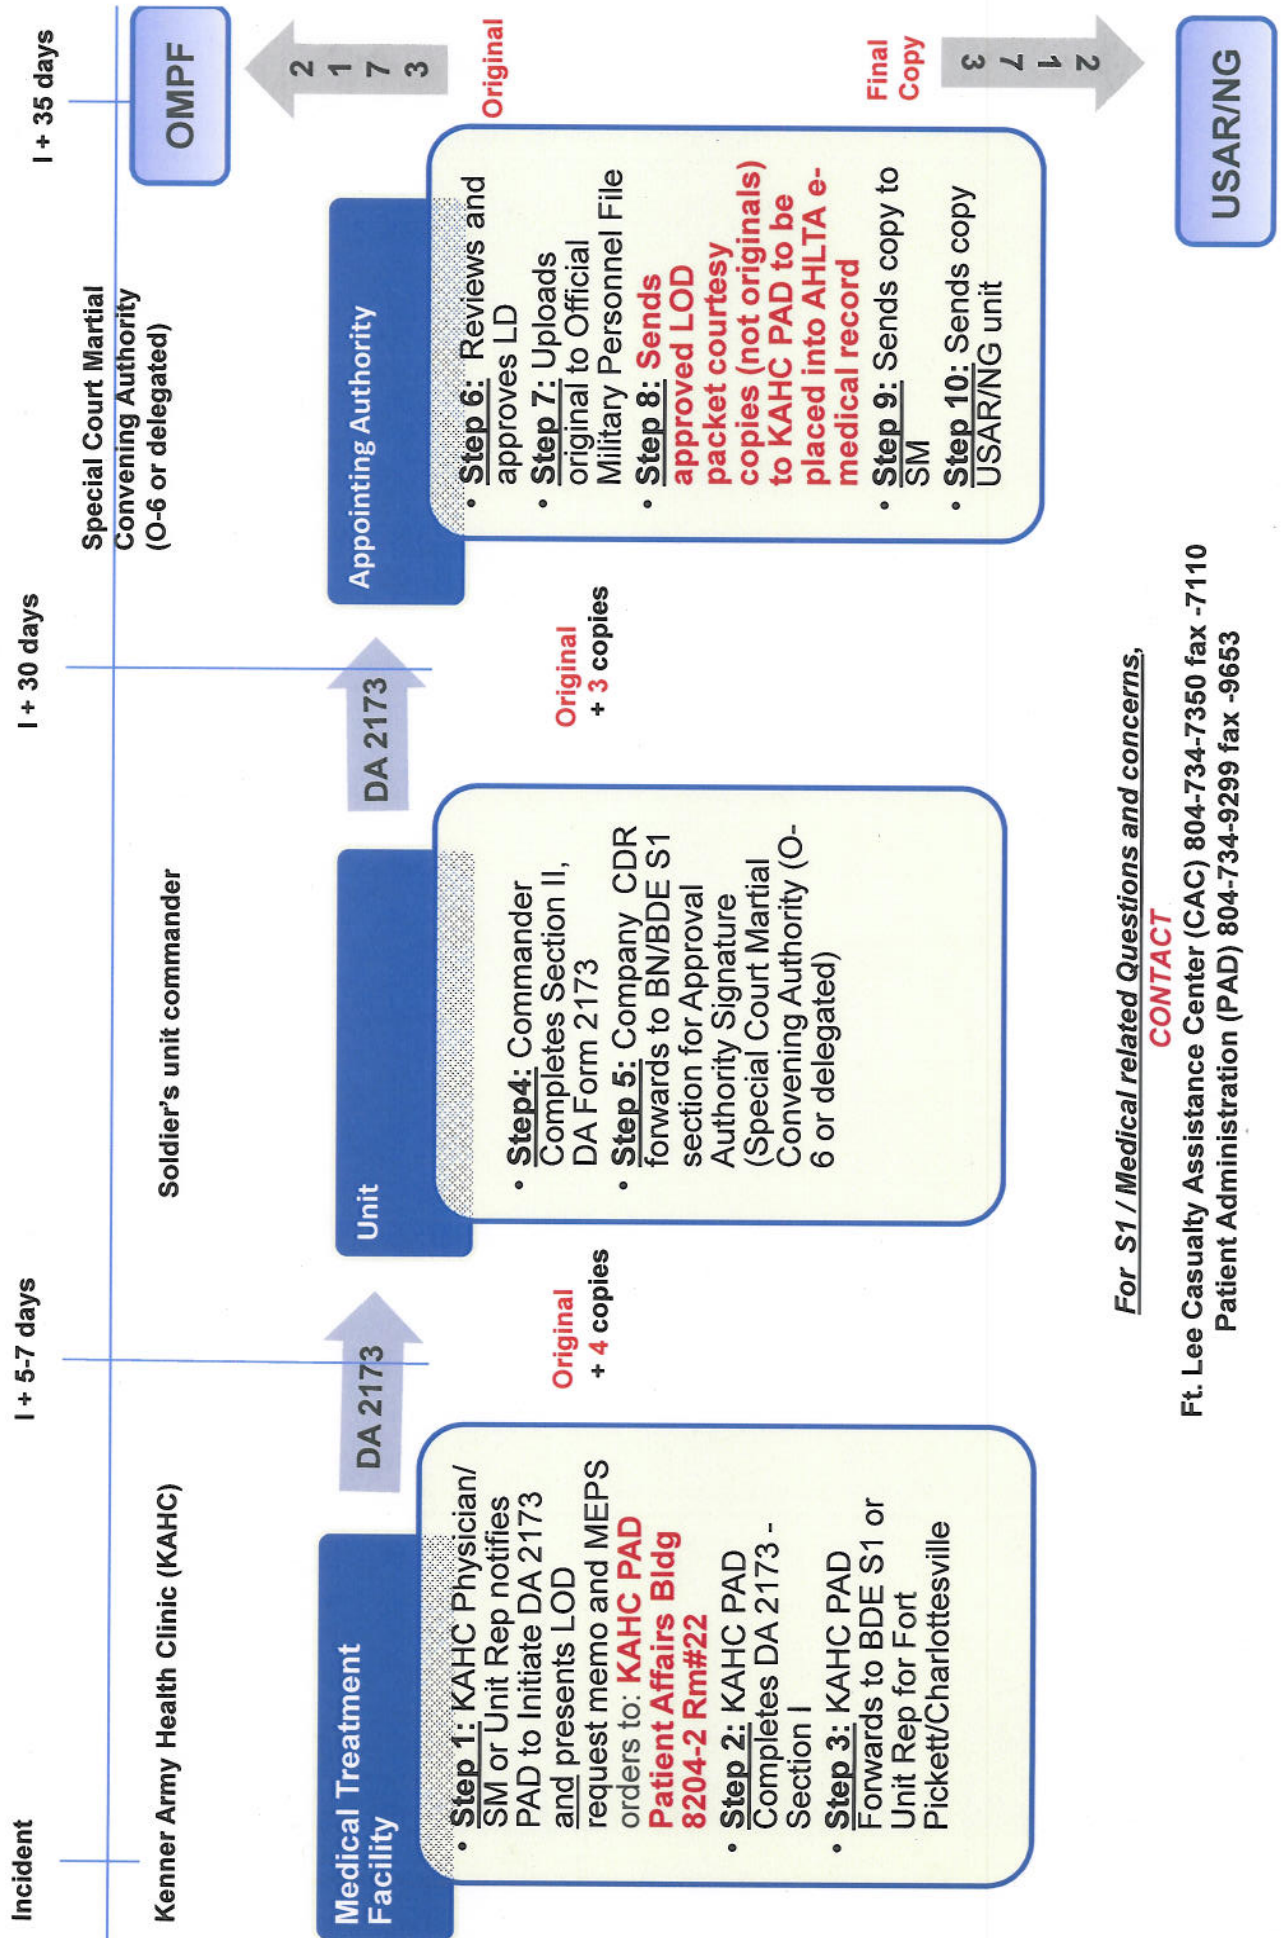 Incident
I + 5-7 days
I + 30 days
I + 35 days
Kenner Army Health Clinic (KAHC)
Soldier's unit commander
Special Court Martial
Convening Authority
(O-6 or delegated)
Medical Treatment
Facility
• Step 1: KAHC Physician/
SM or Unit Rep notifies
PAD to Initiate DA 2173
and presents LOD
request memo and MEPS
orders to: KAHC PAD
Patient Affairs Bldg
8204-2 Rm#22
• Step 2: KAHC PAD
Completes DA 2173 -
Section I
• Step 3: KAHC PAD
Forwards to BDE S1 or
Unit Rep for Fort
Pickett/Charlottesville
DA 2173
Original
+ 4 copies
Unit
• Step4: Commander
Completes Section II,
DA Form 2173
• Step 5: Company CDR
forwards to BN/BDE S1
section for Approval
Authority Signature
(Special Court Martial
Convening Authority (O-
6 or delegated)
DA 2173
Original
+ 3 copies
Appointing Authority
• Step 6: Reviews and
approves LD
• Step 7: Uploads
original to Official
Military Personnel File
• Step 8: Sends
approved LOD
packet courtesy
copies (not originals)
to KAHC PAD to be
placed into AHLTA e-
medical record
• Step 9: Sends copy to
SM
• Step 10: Sends copy
USAR/NG unit
OMPF
2
1
7
3
Original
Final
Copy
2
1
7
3
USAR/NG
For S1 / Medical related Questions and concerns,
CONTACT
Ft. Lee Casualty Assistance Center (CAC) 804-734-7350 fax -7110
Patient Administration (PAD) 804-734-9299 fax -9653